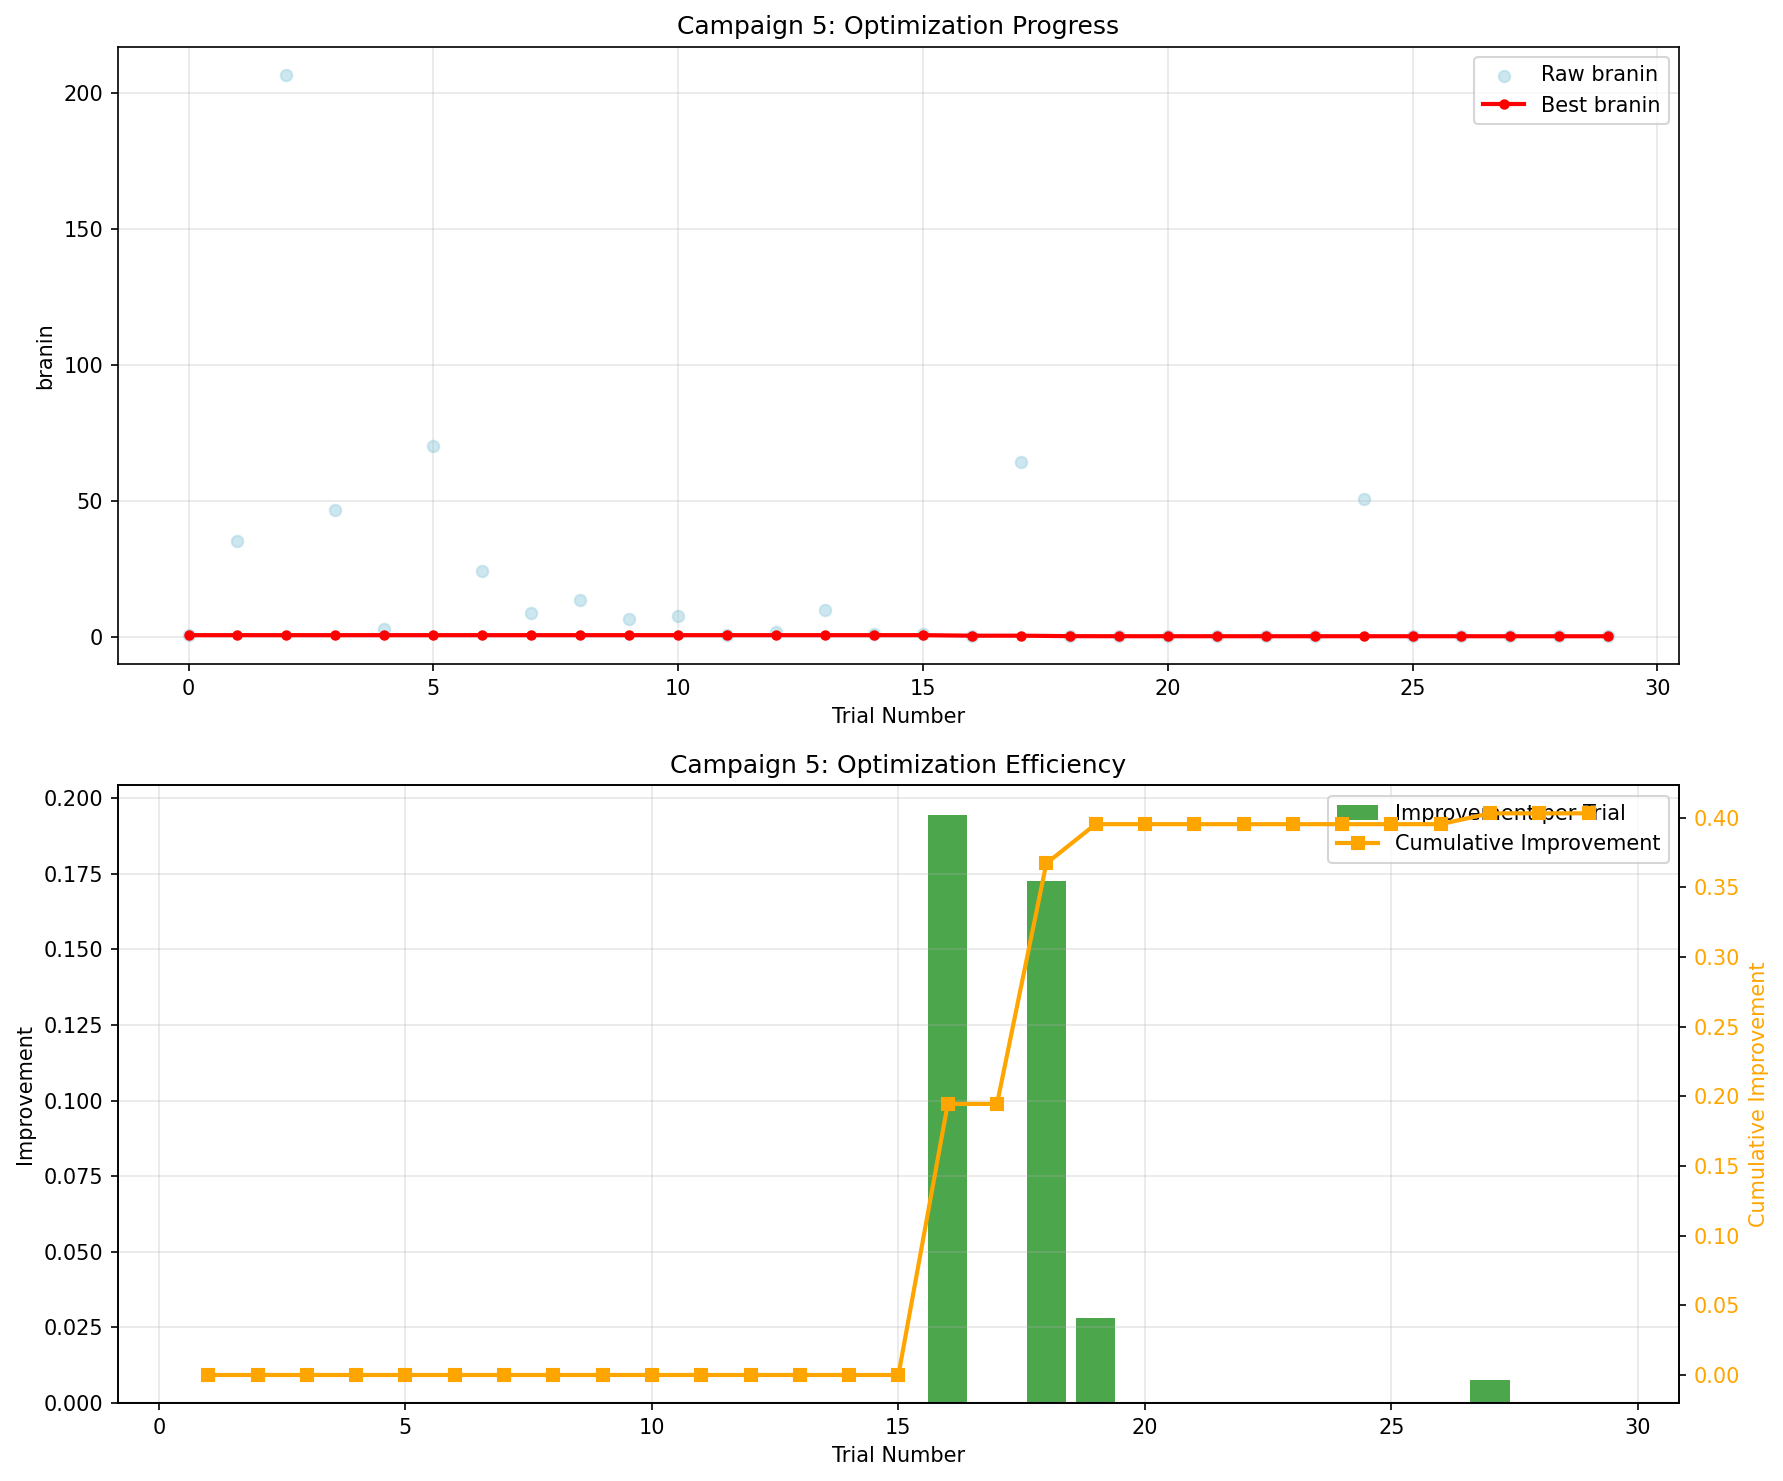 Campaign 5: Optimization Progress
Raw branin
Best branin
200
150
100
50
0
branin
0 5 10 15 20 25 30
Trial Number
Campaign 5: Optimization Efficiency
Improvement per Trial
Cumulative Improvement
0.200
0.175
0.150
0.125
0.100
0.075
0.050
0.025
0.000
Improvement
0.40
0.35
0.30
0.25
0.20
0.15
0.10
0.05
0.00
Cumulative Improvement
0 5 10 15 20 25 30
Trial Number